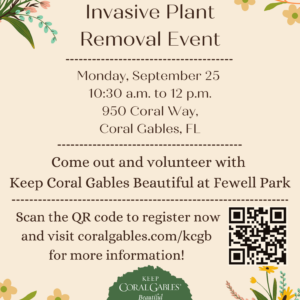 Invasive Plant
Removal Event
Monday, September 25
10:30 a.m. to 12 p.m.
950 Coral Way,
Coral Gables, FL
Come out and volunteer with
Keep Coral Gables Beautiful at Fewell Park
Scan the QR code to register now
and visit coralgables.com/kcgb
for more information!
KEEP
CORAL GABLES
Beautiful